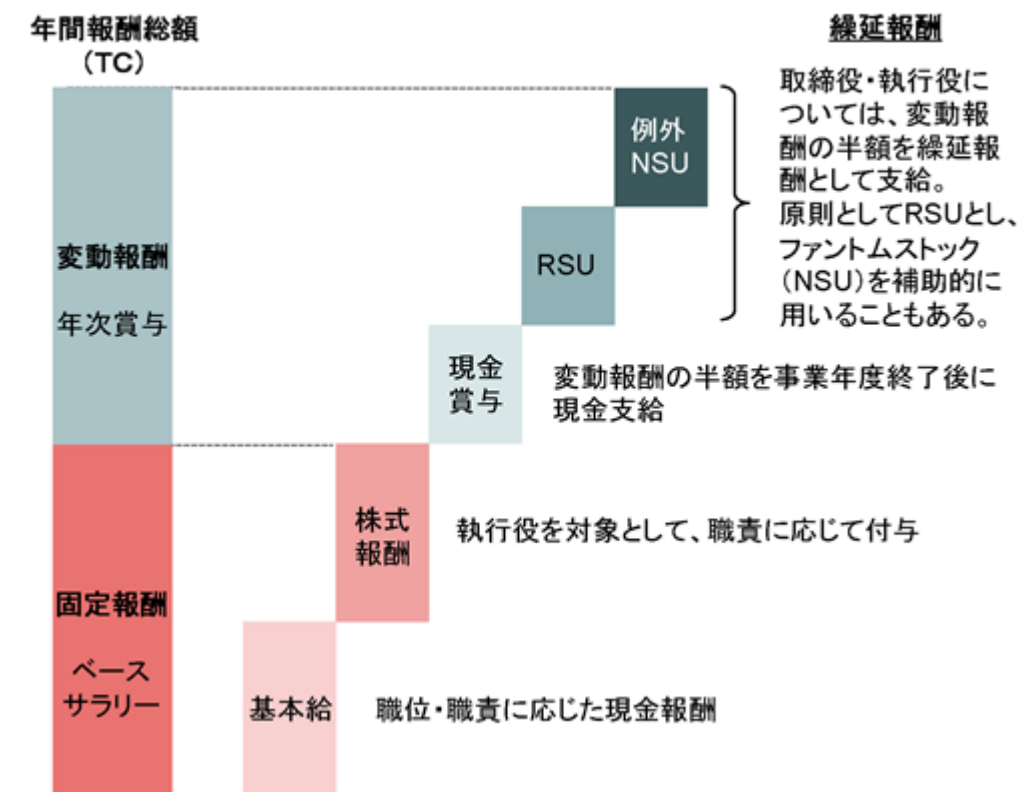 年間報酬総額
（TC）
繰延報酬
取締役・執行役に
ついては、変動報
酬の半額を繰延報
酬として支給。
原則としてRSUとし、
ファントムストック
（NSU）を補助的に
用いることもある。
例外
NSU
変動報酬
年次賞与
RSU
現金
賞与
変動報酬の半額を事業年度終了後に
現金支給
株式
報酬
執行役を対象として、職責に応じて付与
固定報酬
ベース
サラリー
基本給
職位・職責に応じた現金報酬